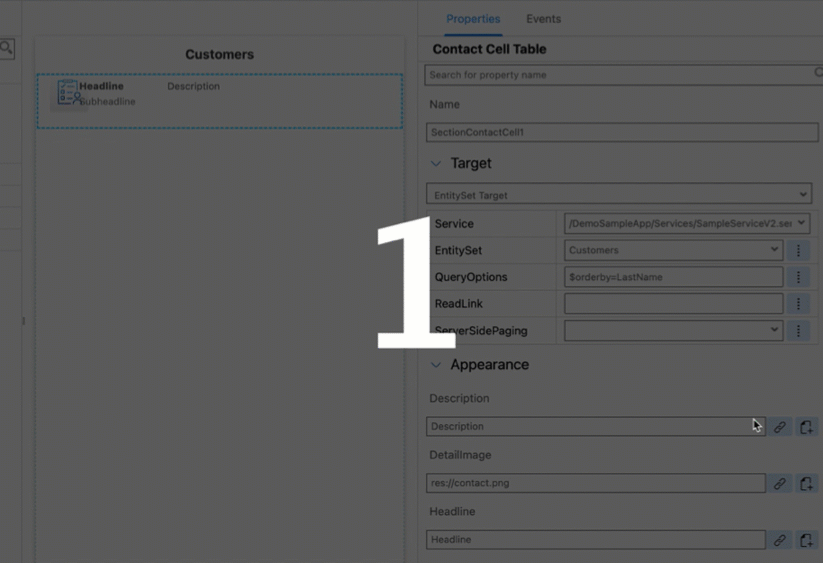 Properties Events
Customers
Contact Cell Table
Headline Description
Subheadline
Search for property name
Name
SectionContactCell1
Target
EntitySet Target
Service /DemoSampleApp/Services/SampleServiceV2.ser
EntitySet Customers
QueryOptions $orderby=LastName
ReadLink
ServerSidePaging
1
Appearance
Description
Description
DetailImage
res://contact.png
Headline
Headline